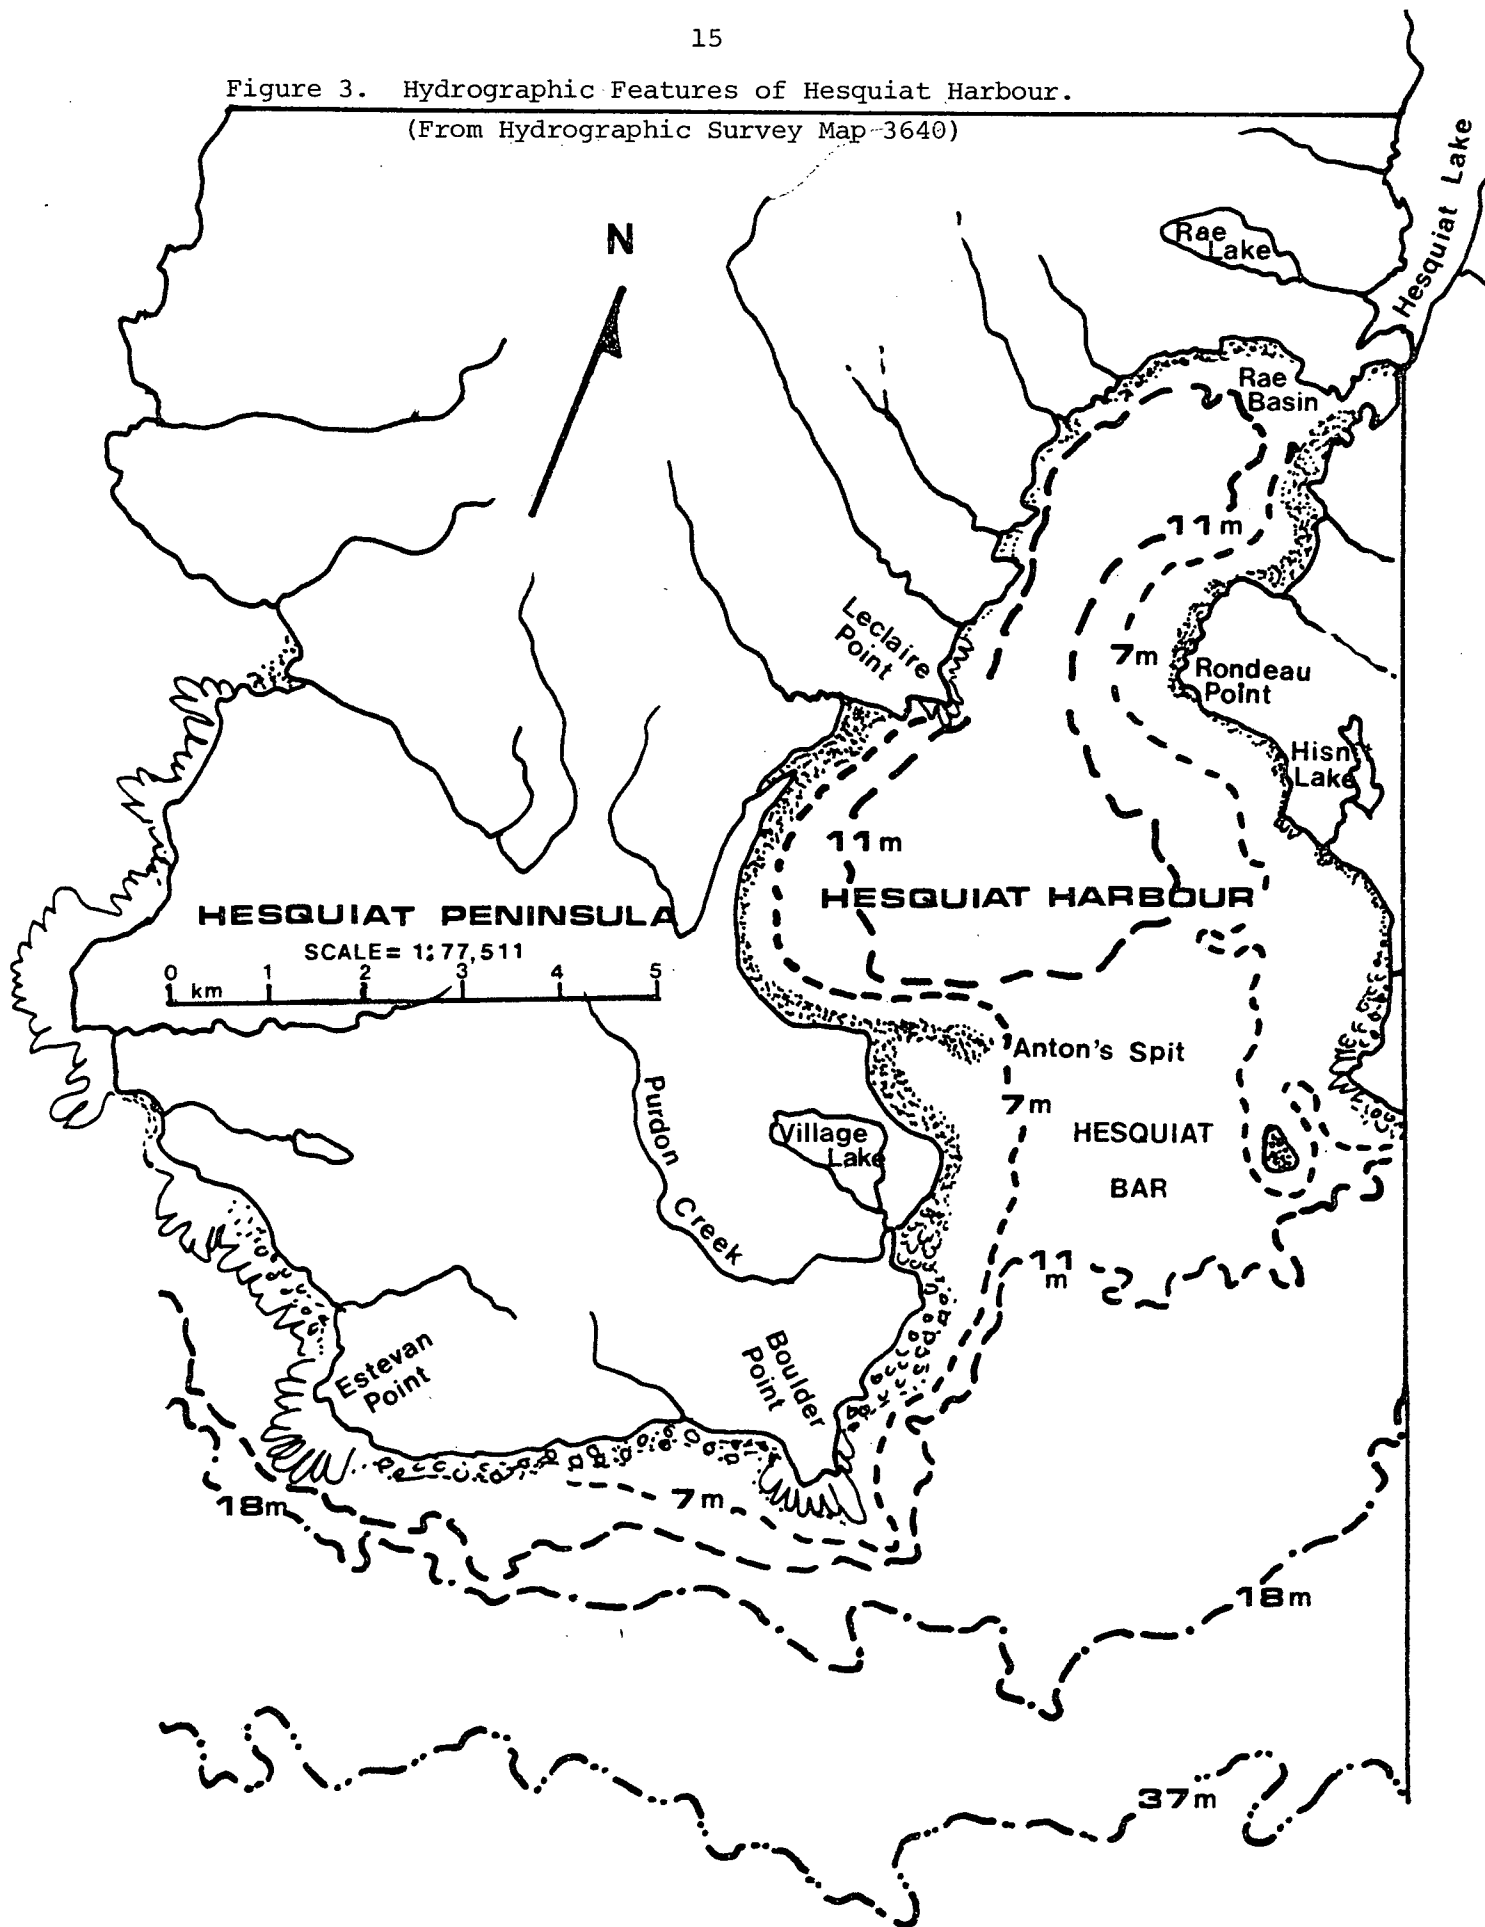 15
Figure 3. Hydrographic Features of Hesquiat Harbour.
(From Hydrographic Survey Map 3640)
Hesquiat Lake
Rae
Lake
N
Rae
Basin
11m
Leclaire
Point
7m
Rondeau
Point
Hisn
Lake
11m
HESQUIAT HARBOUR
HESQUIAT PENINSULA
SCALE= 1:77,511
0 1 2 3 4 5
km
Anton's Spit
7m
Purdon
Creek
Village
Lake
HESQUIAT
BAR
11
m
Estevan
Point
Boulder
Point
7m
18m
18m
37m